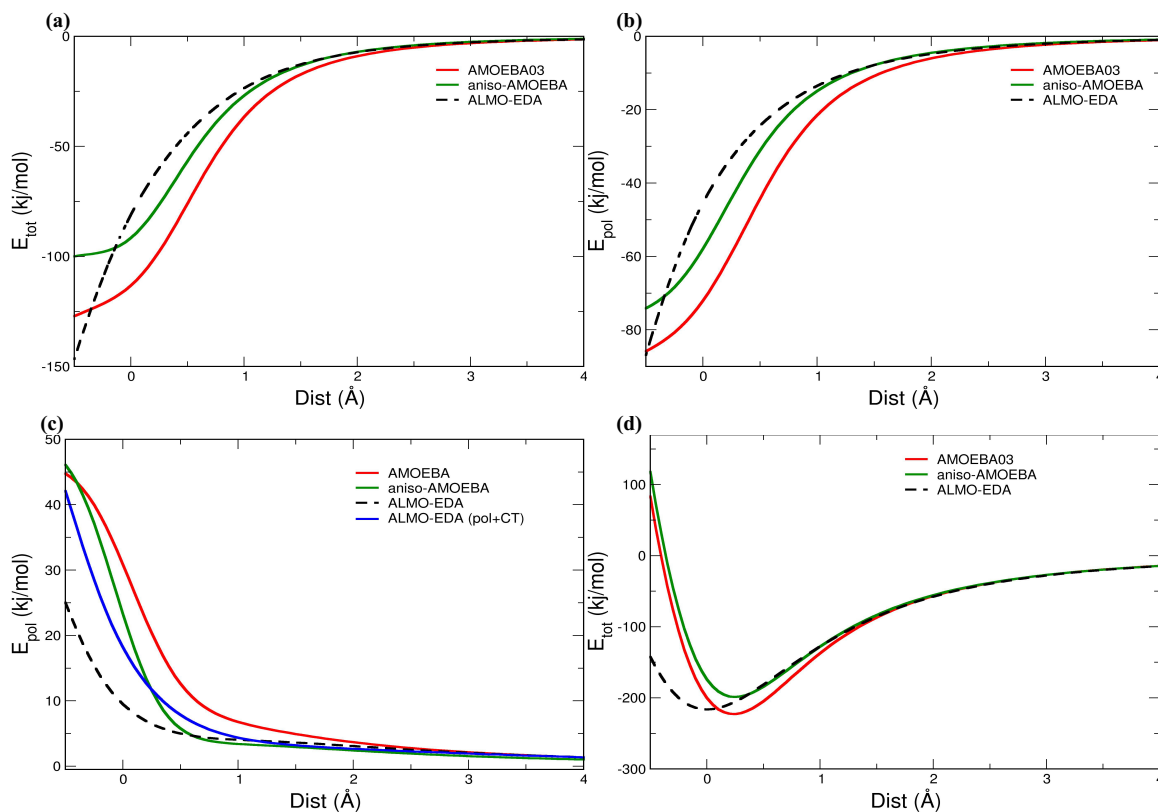 (a)
0
-50
-100
-150
E_tot (kj/mol)
AMOEBA03
aniso-AMOEBA
ALMO-EDA
0 1 2 3 4
Dist (Å)
(b)
0
-20
-40
-60
-80
E_pol (kj/mol)
AMOEBA03
aniso-AMOEBA
ALMO-EDA
0 1 2 3 4
Dist (Å)
(c)
50
40
30
20
10
0
E_pol (kj/mol)
AMOEBA
aniso-AMOEBA
ALMO-EDA
ALMO-EDA (pol+CT)
0 1 2 3 4
Dist (Å)
(d)
100
0
-100
-200
-300
E_tot (kj/mol)
AMOEBA03
aniso-AMOEBA
ALMO-EDA
0 1 2 3 4
Dist (Å)